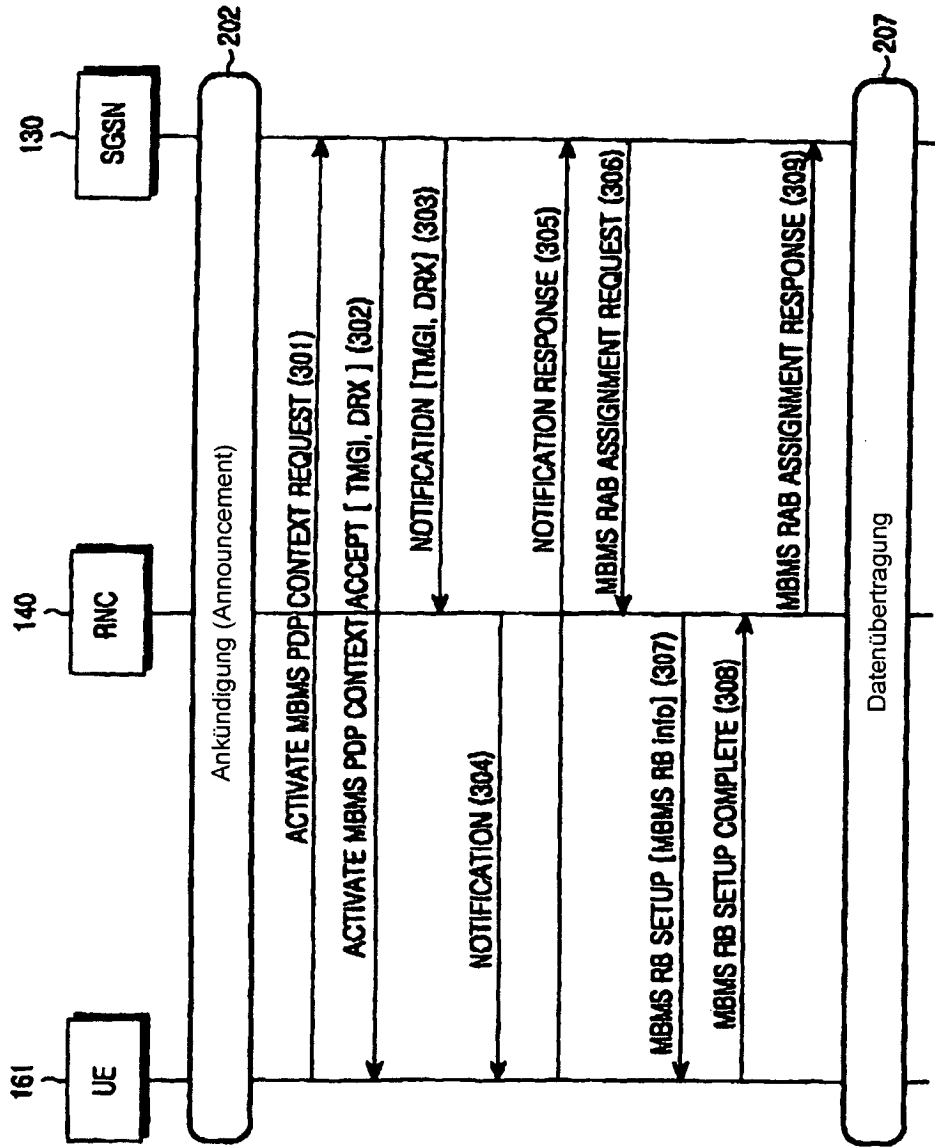 161
UE
140
RNC
130
SGSN
Ankündigung (Announcement)
202
ACTIVATE MBMS PDP CONTEXT REQUEST (301)
ACTIVATE MBMS PDP CONTEXT ACCEPT [ TMGI, DRX ] (302)
NOTIFICATION [TMGI, DRX] (303)
NOTIFICATION (304)
NOTIFICATION RESPONSE (305)
MBMS RAB ASSIGNMENT REQUEST (306)
MBMS RB SETUP [MBMS RB info] (307)
MBMS RB SETUP COMPLETE (308)
MBMS RAB ASSIGNMENT RESPONSE (309)
Datenübertragung
207